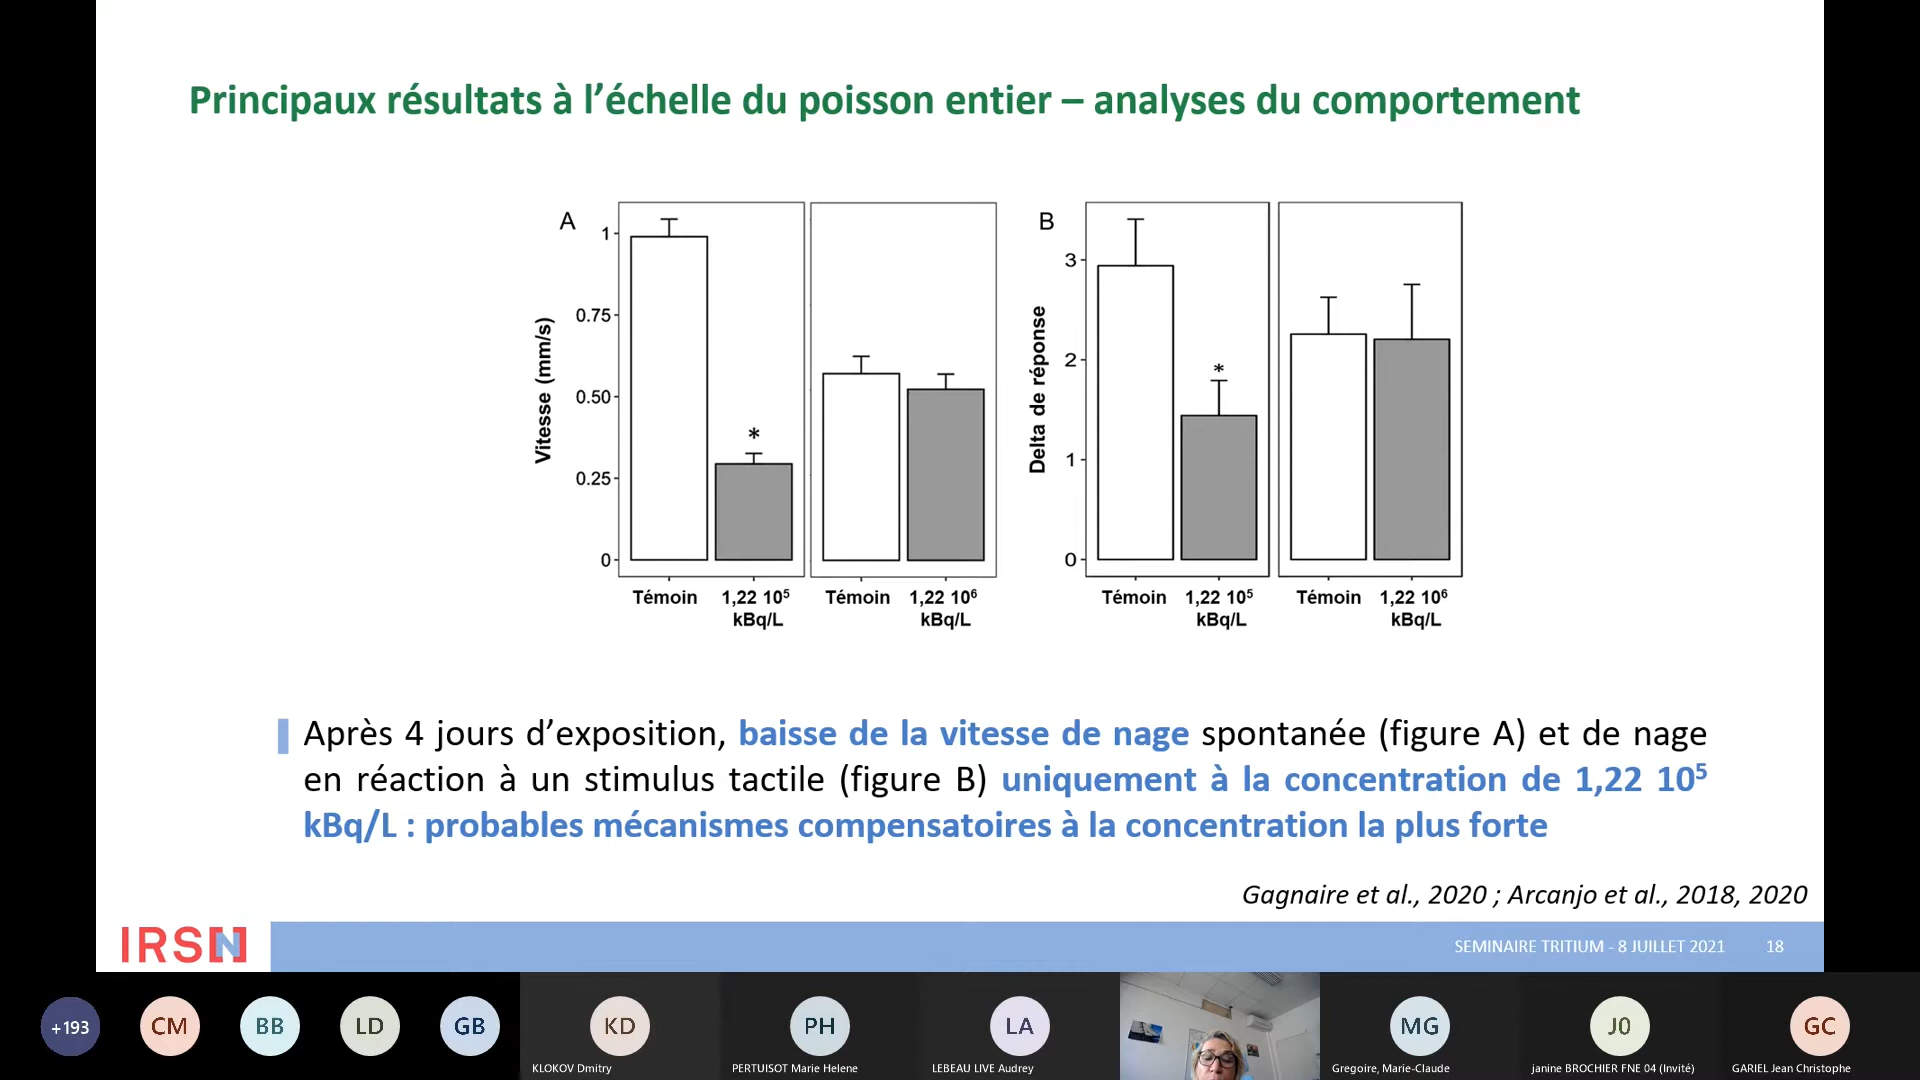 Principaux résultats à l’échelle du poisson entier – analyses du comportement
A
Vitesse (mm/s)
1
0.75
0.50
0.25
0
*
Témoin
1,22 10⁵
kBq/L
Témoin
1,22 10⁶
kBq/L
B
Delta de réponse
3
2
1
0
*
Témoin
1,22 10⁵
kBq/L
Témoin
1,22 10⁶
kBq/L
Après 4 jours d’exposition, baisse de la vitesse de nage spontanée (figure A) et de nage
en réaction à un stimulus tactile (figure B) uniquement à la concentration de 1,22 10⁵
kBq/L : probables mécanismes compensatoires à la concentration la plus forte
Gagnaire et al., 2020 ; Arcanjo et al., 2018, 2020
IRSN
SEMINAIRE TRITIUM - 8 JUILLET 2021 18
+193
CM
BB
LD
GB
KD
PH
LA
MG
J0
GC
KLOKOV Dmitry
PERTUISOT Marie Helene
LEBEAU LIVE Audrey
Gregoire, Marie-Claude
janine BROCHIER FNE 04 (Invité)
GARIEL Jean Christophe